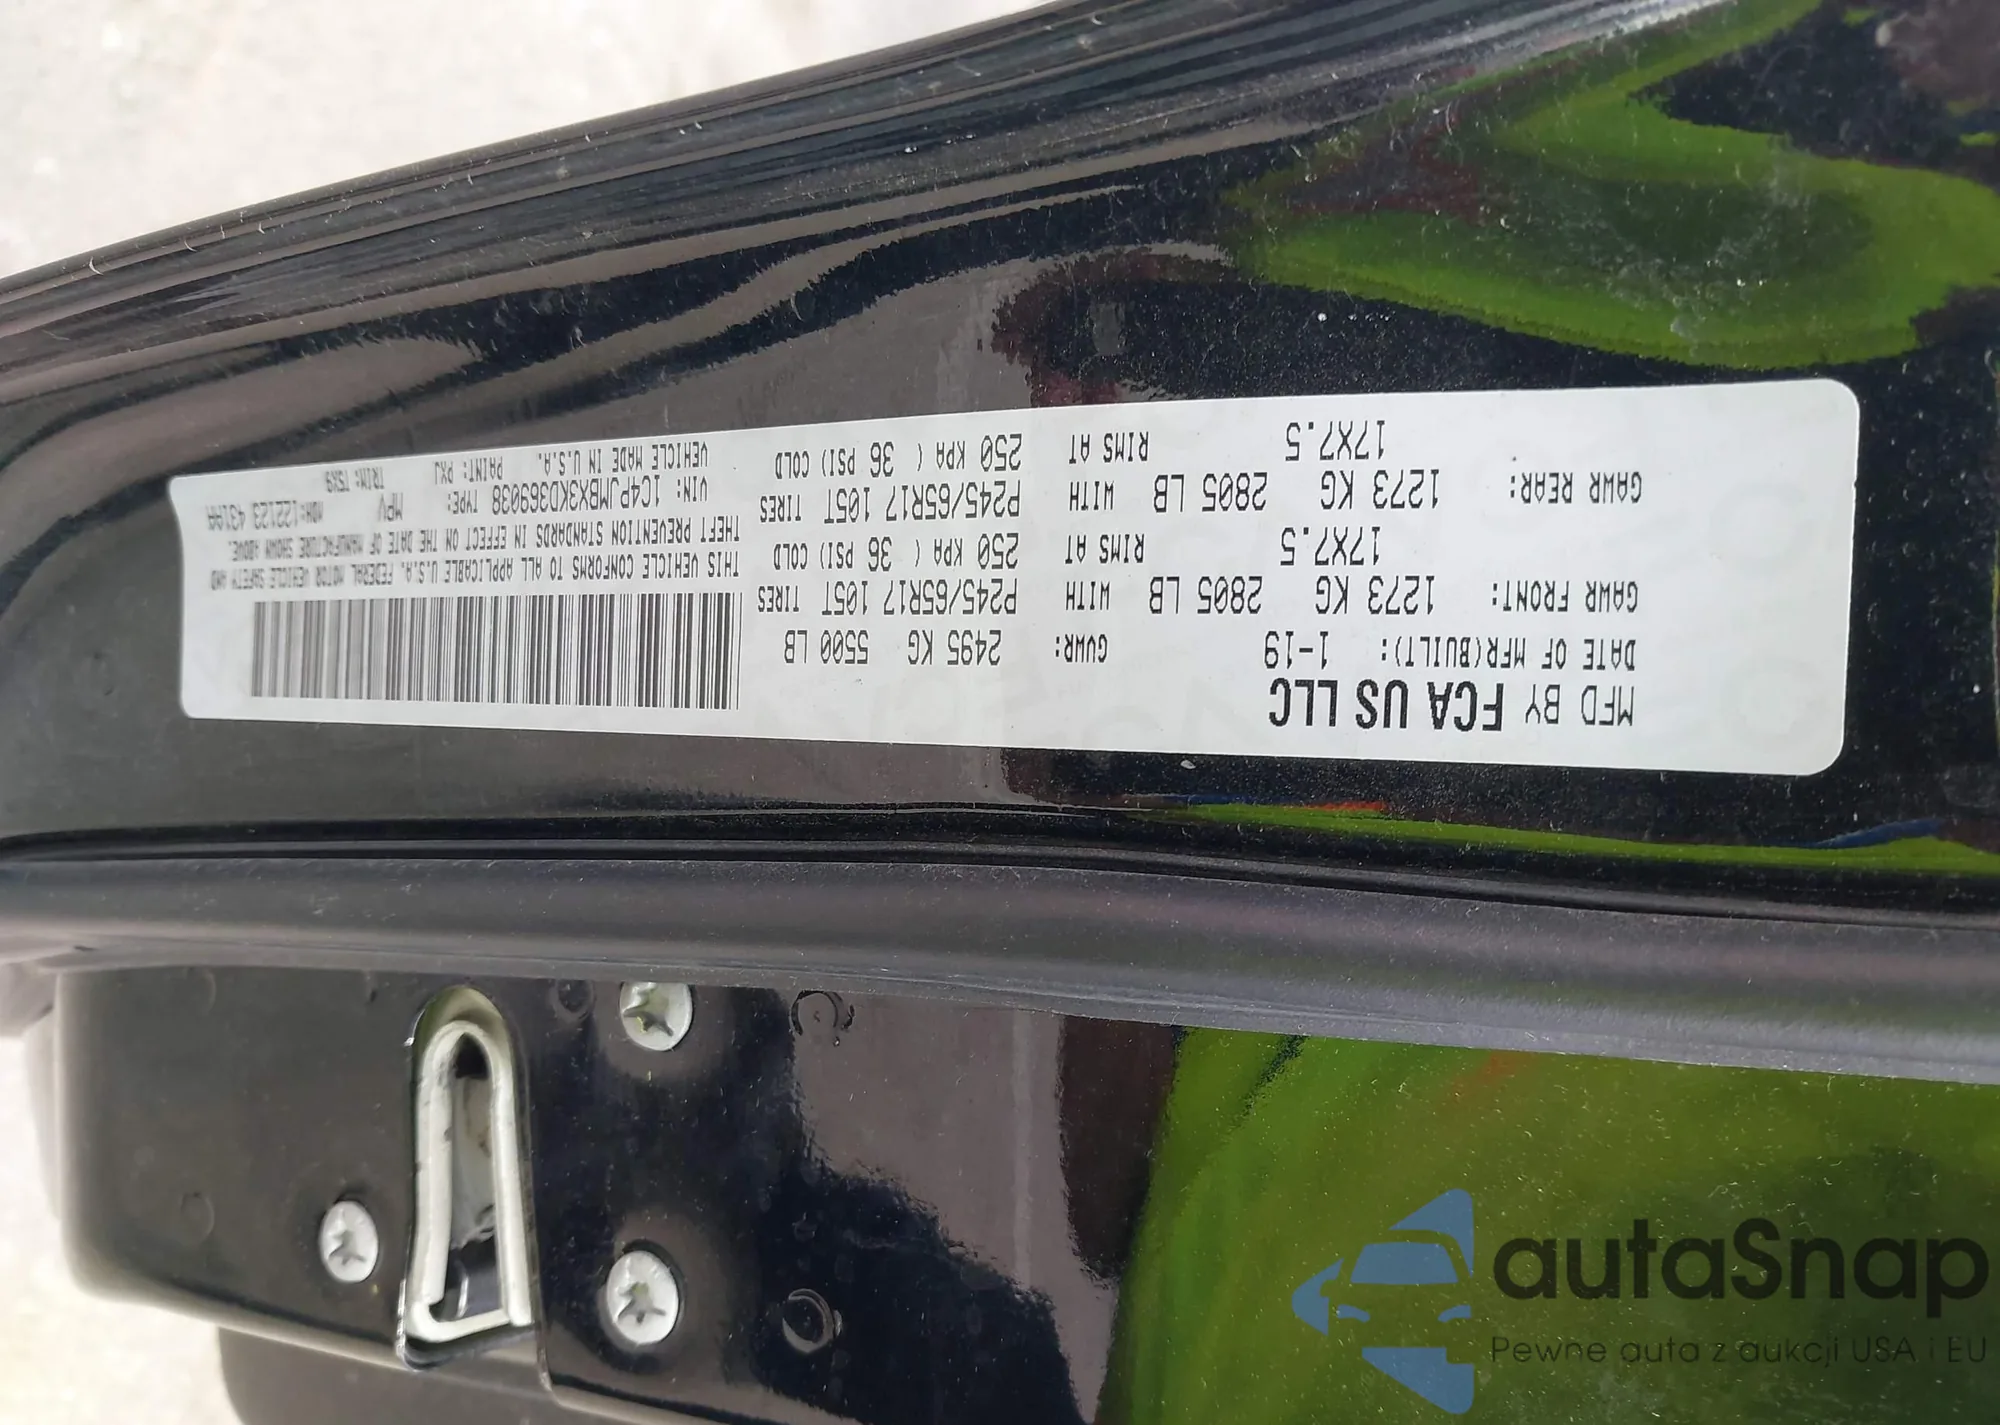 MFD BY FCA US LLC
DATE OF MFR(BUILT): 1-19 GVWR: 2495 KG 5500 LB
GAWR FRONT: 1273 KG 2805 LB WITH P245/65R17 105T TIRES
17X7.5 RIMS AT 250 KPA ( 36 PSI) COLD
GAWR REAR: 1273 KG 2805 LB WITH P245/65R17 105T TIRES
17X7.5 RIMS AT 250 KPA ( 36 PSI) COLD
THIS VEHICLE CONFORMS TO ALL APPLICABLE U.S.A. FEDERAL MOTOR VEHICLE SAFETY AND
THEFT PREVENTION STANDARDS IN EFFECT ON THE DATE OF MANUFACTURE SHOWN ABOVE.
VIN: 1C4PJMBX3KD369038 TYPE: MPV MDH: 122123 431AA
VEHICLE MADE IN U.S.A. PAINT: PXJ TRIM: T5X9
autaSnap
Pewne auta z aukcji USA i EU